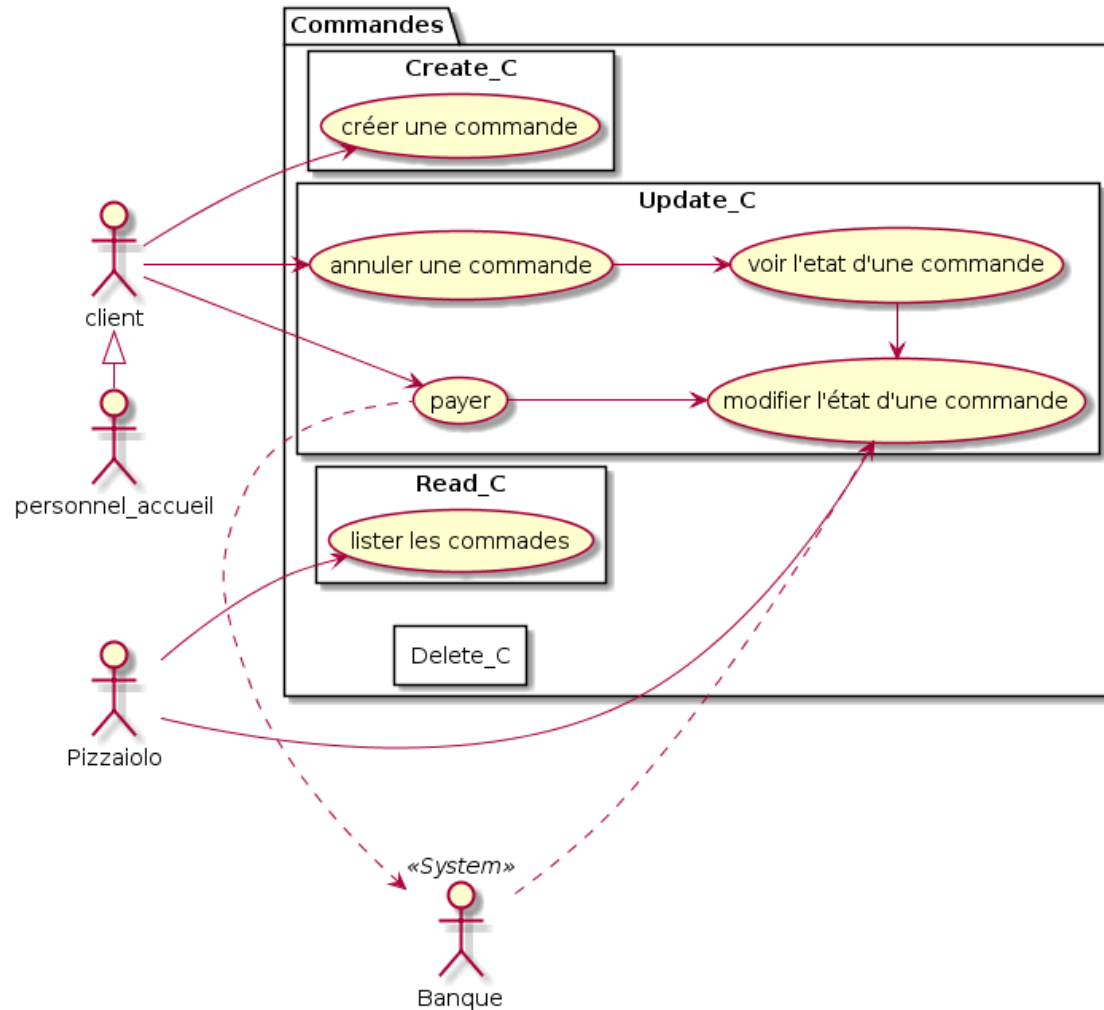 Commandes
Create_C
créer une commande
Update_C
annuler une commande
voir l'etat d'une commande
client
payer
modifier l'état d'une commande
personnel_accueil
Read_C
lister les commades
Delete_C
Pizzaiolo
«System»
Banque